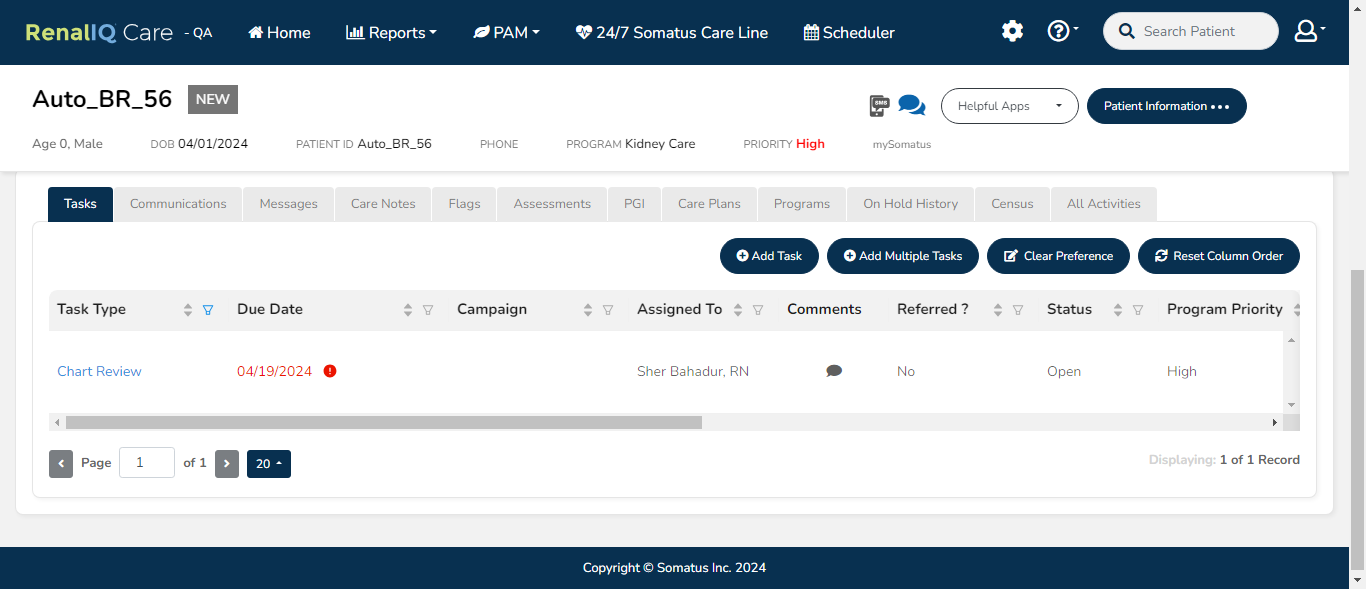 RenalIQ Care - QA Home Reports PAM 24/7 Somatus Care Line Scheduler Search Patient
Auto_BR_56 NEW
SMS Helpful Apps Patient Information
Age 0, Male DOB 04/01/2024 PATIENT ID Auto_BR_56 PHONE PROGRAM Kidney Care PRIORITY High mySomatus
Tasks Communications Messages Care Notes Flags Assessments PGI Care Plans Programs On Hold History Census All Activities
Add Task Add Multiple Tasks Clear Preference Reset Column Order
Task Type Due Date Campaign Assigned To Comments Referred ? Status Program Priority
Chart Review 04/19/2024 Sher Bahadur, RN No Open High
Page 1 of 1 20 Displaying: 1 of 1 Record
Copyright © Somatus Inc. 2024